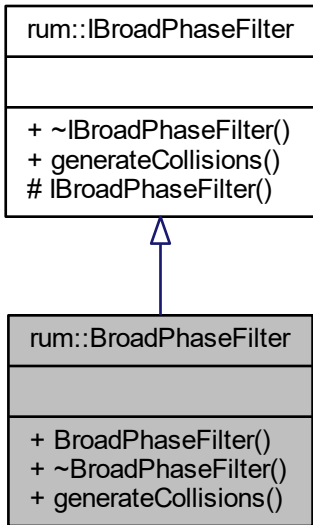 rum::IBroadPhaseFilter
+ ~IBroadPhaseFilter()
+ generateCollisions()
# IBroadPhaseFilter()
rum::BroadPhaseFilter
+ BroadPhaseFilter()
+ ~BroadPhaseFilter()
+ generateCollisions()